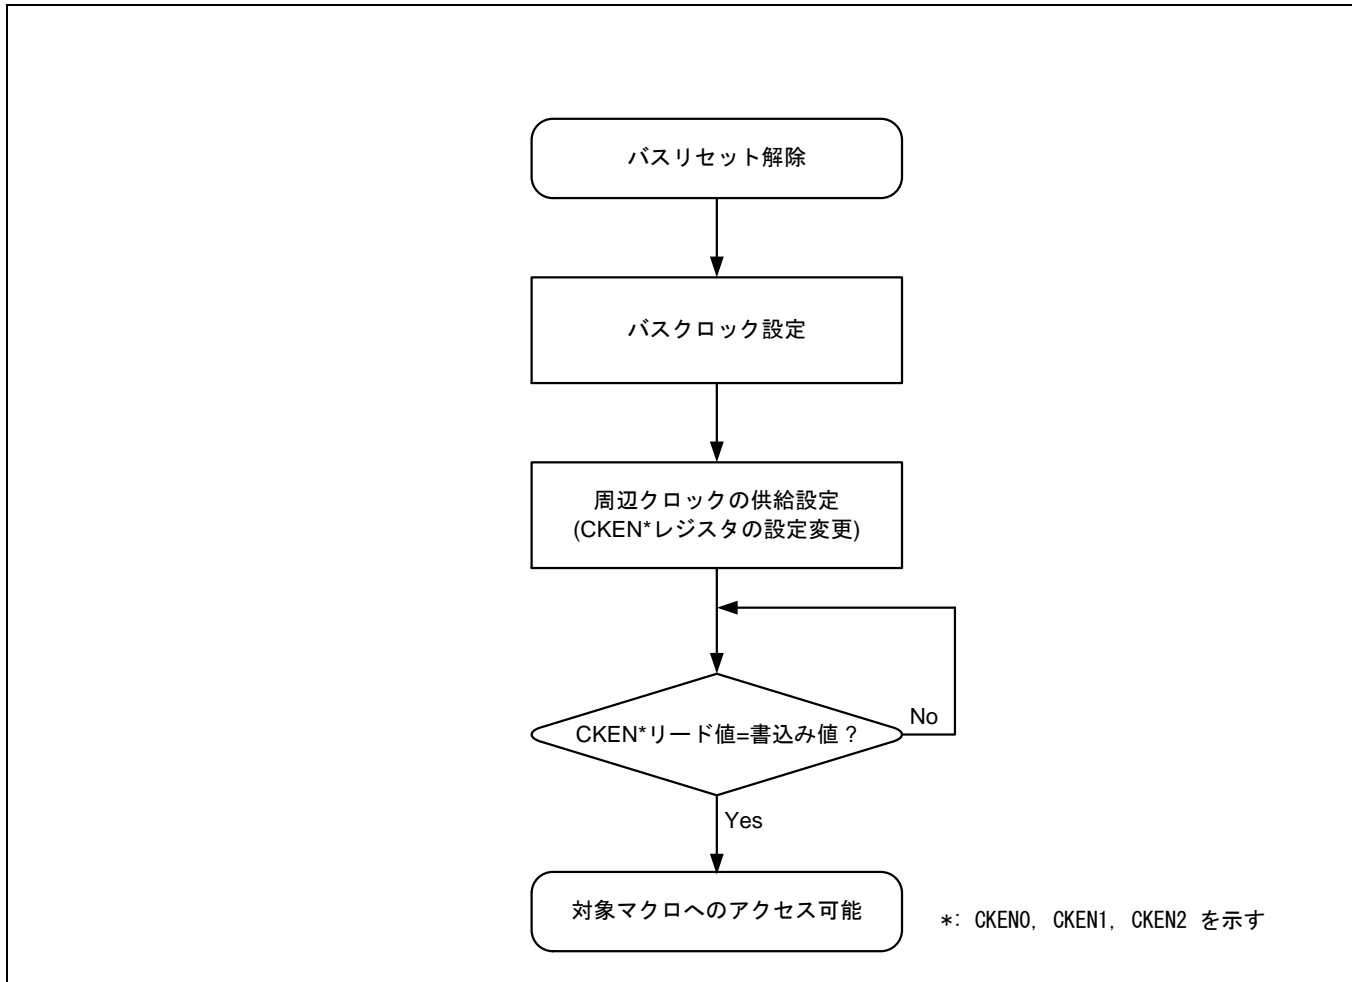 バスリセット解除
バスクロック設定
周辺クロックの供給設定
(CKEN*レジスタの設定変更)
CKEN*リード値=書込み値 ?
No
Yes
対象マクロへのアクセス可能
*: CKEN0, CKEN1, CKEN2 を示す